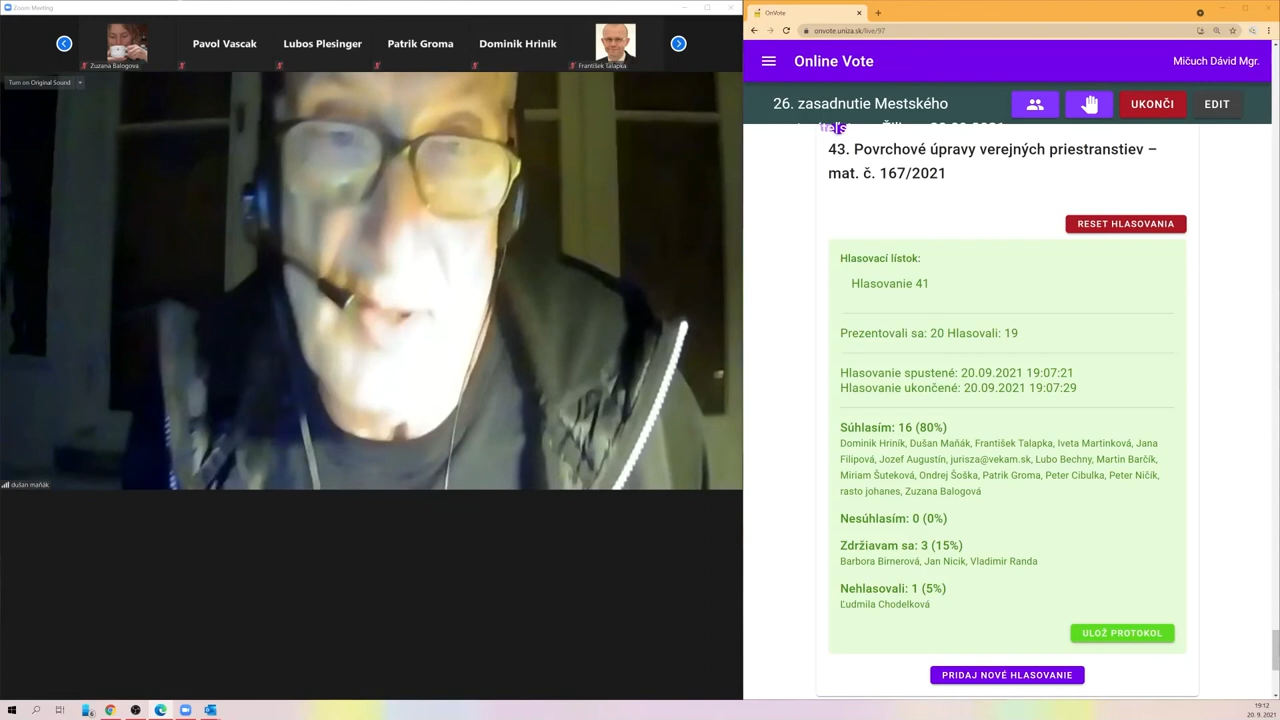 Zoom Meeting
Pavol Vascak
Lubos Plesinger
Patrik Groma
Dominik Hrinik
Zuzana Balogova
František Talapka
Turn on Original Sound
dušan maňák
OnVote
onvote.uniza.sk/live/97
Online Vote
Mičuch Dávid Mgr.
26. zasadnutie Mestského
UKONČI
EDIT
43. Povrchové úpravy verejných priestranstiev –
mat. č. 167/2021
RESET HLASOVANIA
Hlasovací lístok:
Hlasovanie 41
Prezentovali sa: 20 Hlasovali: 19
Hlasovanie spustené: 20.09.2021 19:07:21
Hlasovanie ukončené: 20.09.2021 19:07:29
Súhlasím: 16 (80%)
Dominik Hriník, Dušan Maňák, František Talapka, Iveta Martinková, Jana
Filipová, Jozef Augustín, jurisza@vekam.sk, Lubo Bechny, Martin Barčík,
Miriam Šuteková, Ondrej Šoška, Patrik Groma, Peter Cibulka, Peter Ničík,
rasto johanes, Zuzana Balogová
Nesúhlasím: 0 (0%)
Zdržiavam sa: 3 (15%)
Barbora Birnerová, Jan Nicik, Vladimir Randa
Nehlasovali: 1 (5%)
Ľudmila Chodelková
ULOŽ PROTOKOL
PRIDAJ NOVÉ HLASOVANIE
19:12
20. 9. 2021